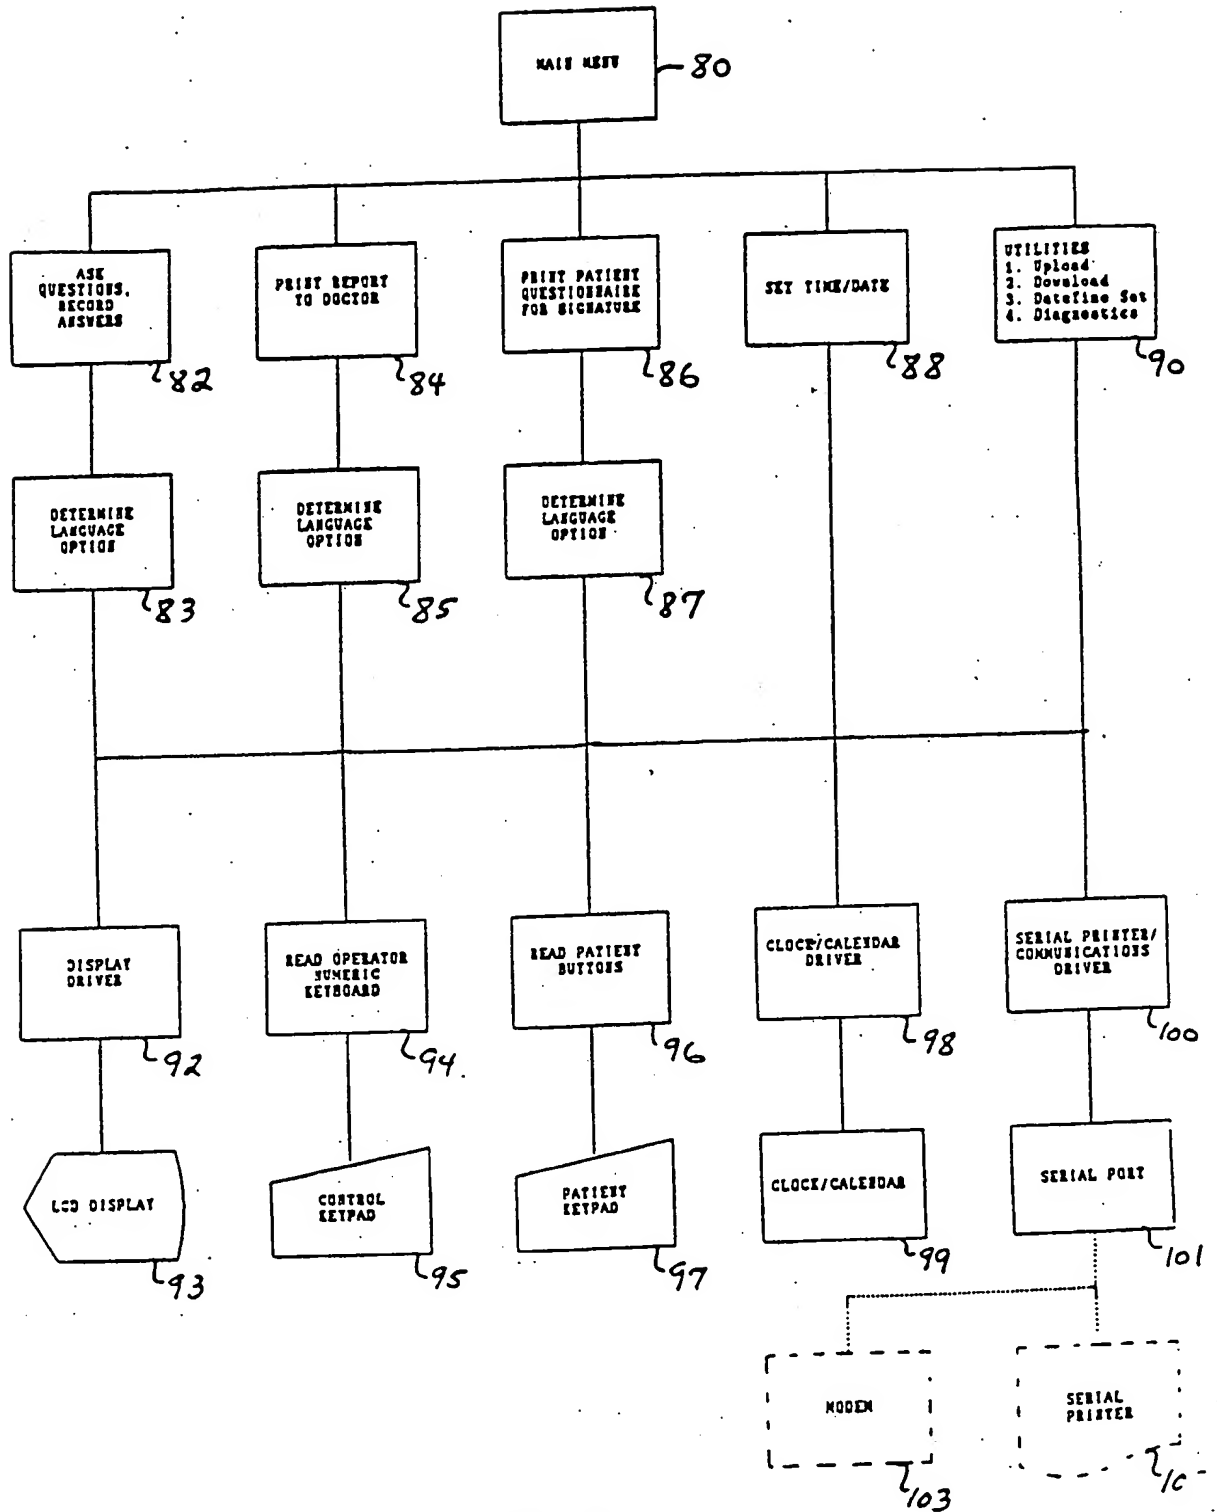 MAIN MENU
80
ASK
QUESTIONS,
RECORD
ANSWERS
82
PRINT REPORT
TO DOCTOR
84
PRINT PATIENT
QUESTIONNAIRE
FOR SIGNATURE
86
SET TIME/DATE
88
UTILITIES
1. Upload
2. Download
3. Datefine Set
4. Diagnostics
90
DETERMINE
LANGUAGE
OPTION
83
DETERMINE
LANGUAGE
OPTION
85
DETERMINE
LANGUAGE
OPTION
87
DISPLAY
DRIVER
92
READ OPERATOR
NUMERIC
KEYBOARD
94
READ PATIENT
BUTTONS
96
CLOCK/CALENDAR
DRIVER
98
SERIAL PRINTER/
COMMUNICATIONS
DRIVER
100
LCD DISPLAY
93
CONTROL
KEYPAD
95
PATIENT
KEYPAD
97
CLOCK/CALENDAR
99
SERIAL PORT
101
MODEM
103
SERIAL
PRINTER